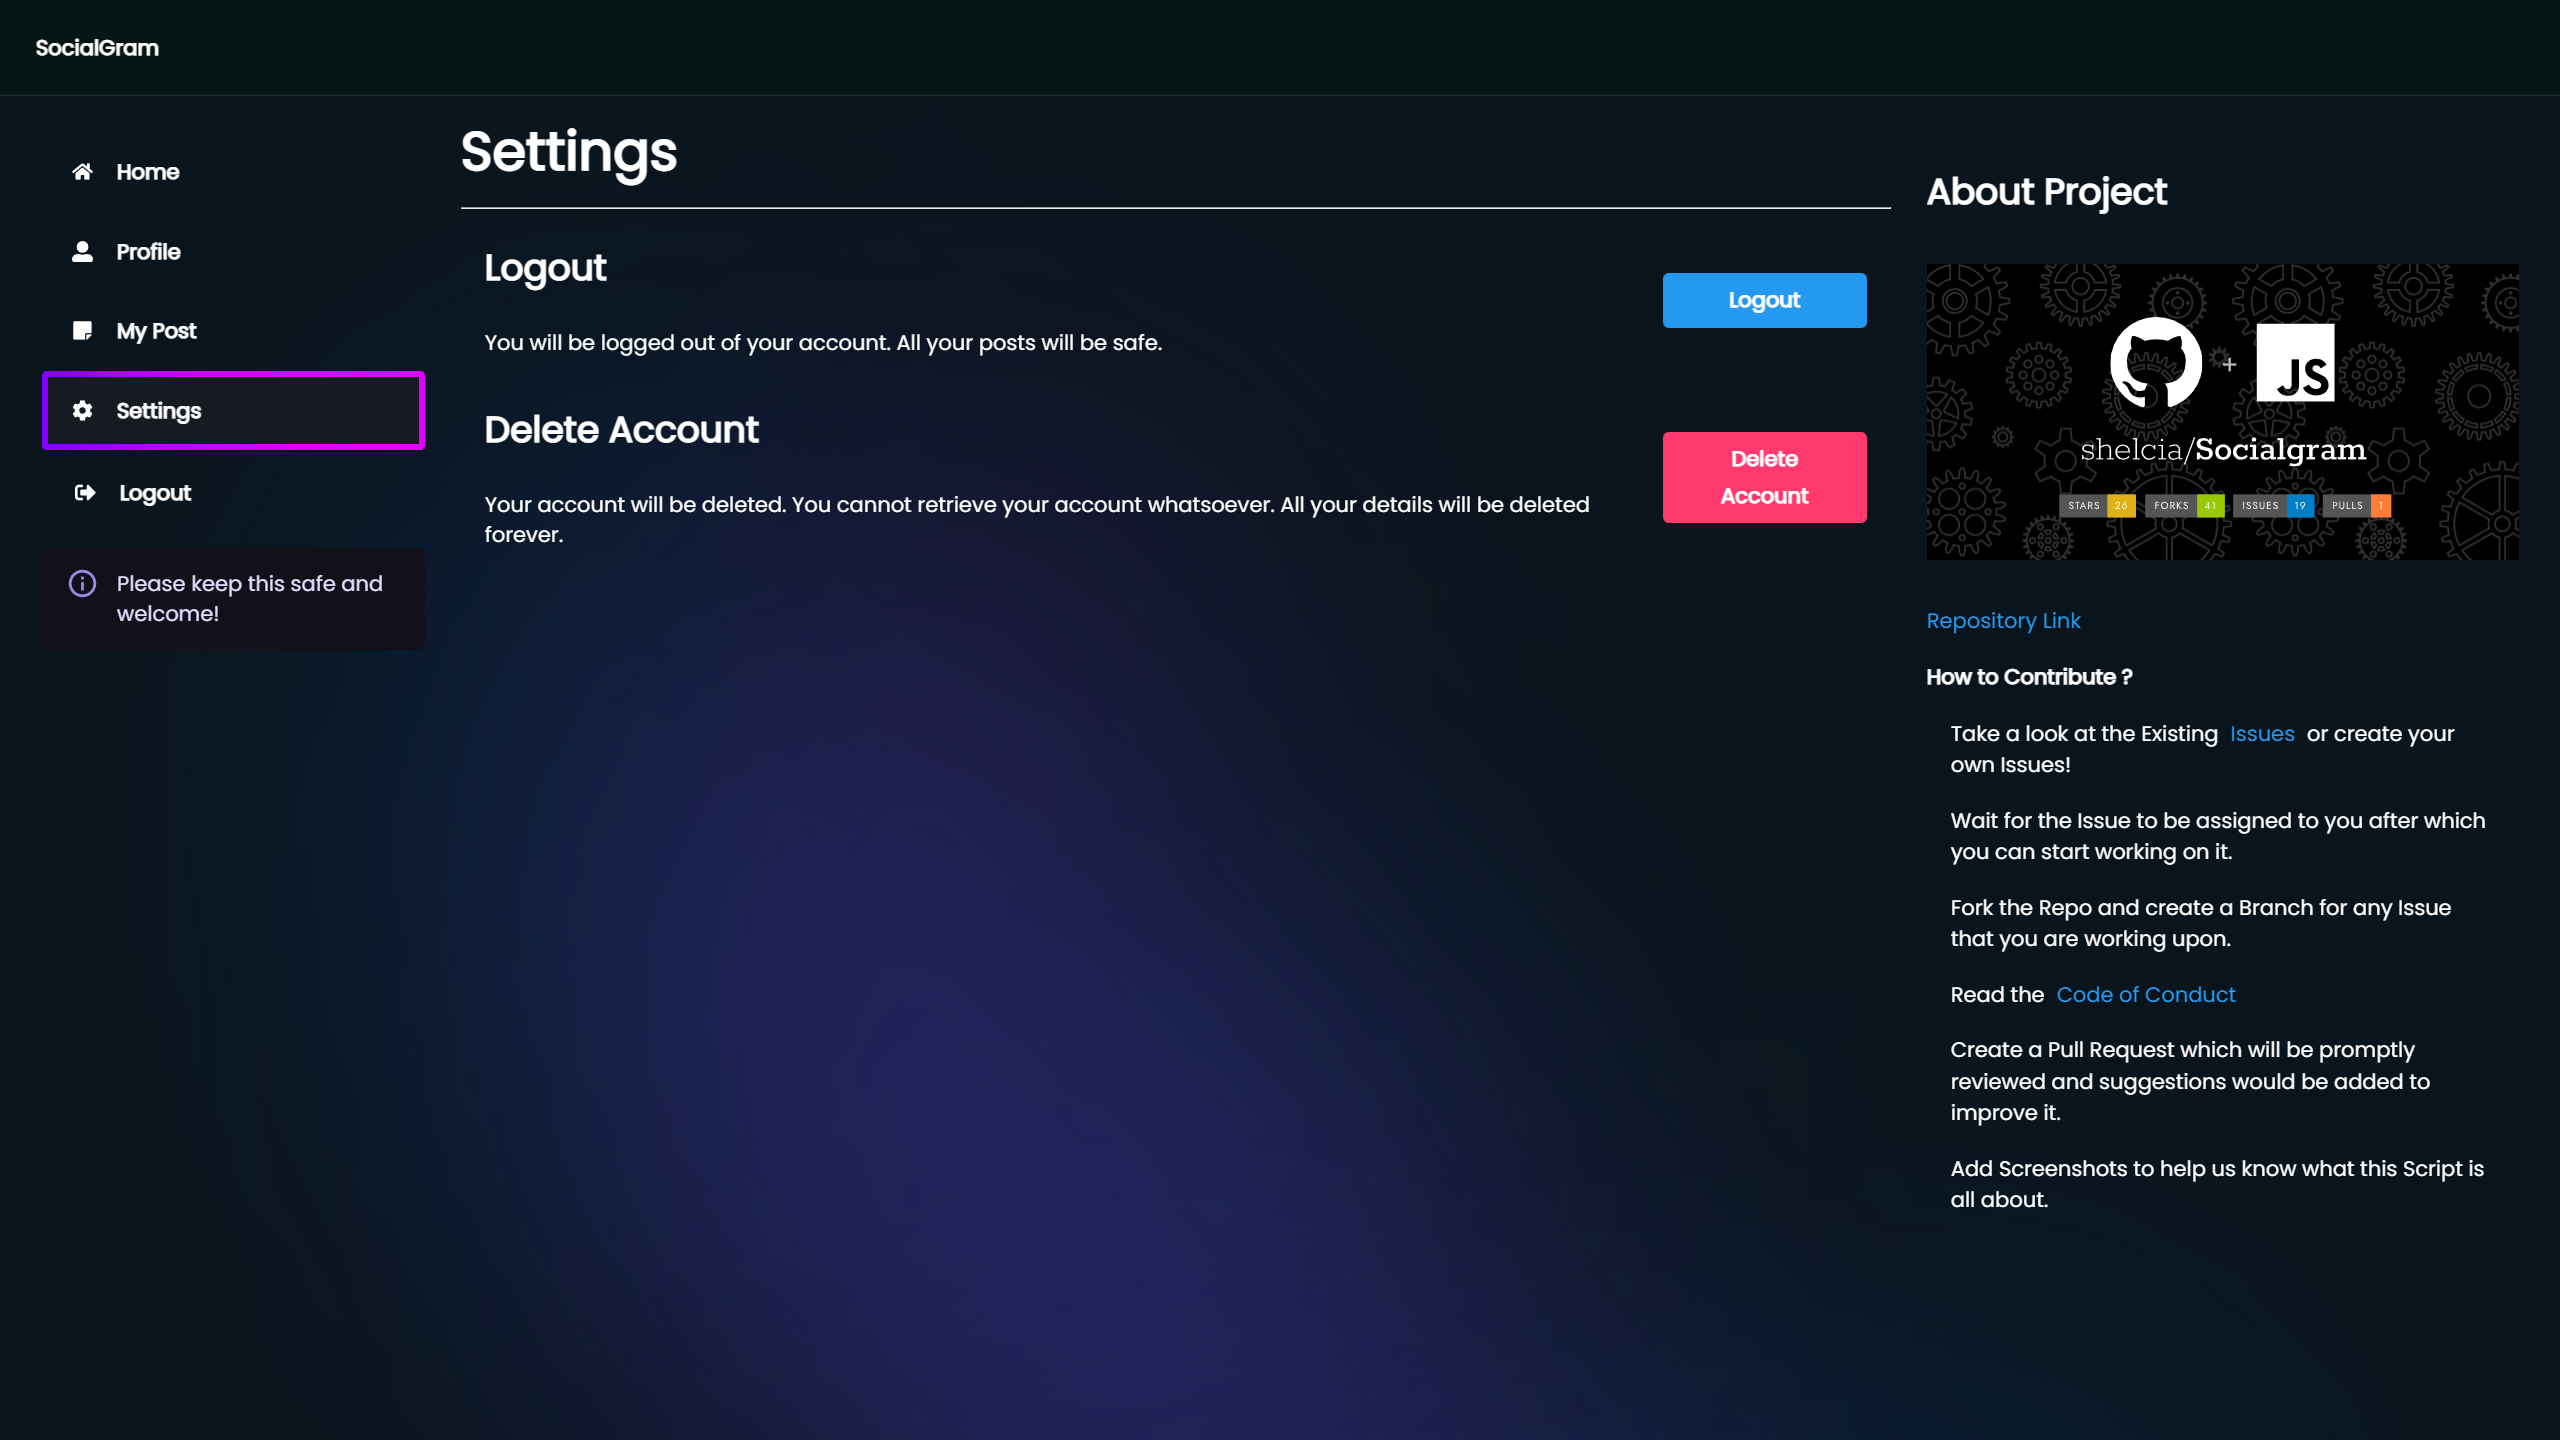 SocialGram
Home
Profile
My Post
Settings
Logout
Please keep this safe and
welcome!
Settings
Logout
You will be logged out of your account. All your posts will be safe.
Logout
Delete Account
Your account will be deleted. You cannot retrieve your account whatsoever. All your details will be deleted
forever.
Delete
Account
About Project
+ JS
shelcia/Socialgram
STARS 26 FORKS 41 ISSUES 19 PULLS 1
Repository Link
How to Contribute ?
Take a look at the Existing Issues or create your
own Issues!
Wait for the Issue to be assigned to you after which
you can start working on it.
Fork the Repo and create a Branch for any Issue
that you are working upon.
Read the Code of Conduct
Create a Pull Request which will be promptly
reviewed and suggestions would be added to
improve it.
Add Screenshots to help us know what this Script is
all about.